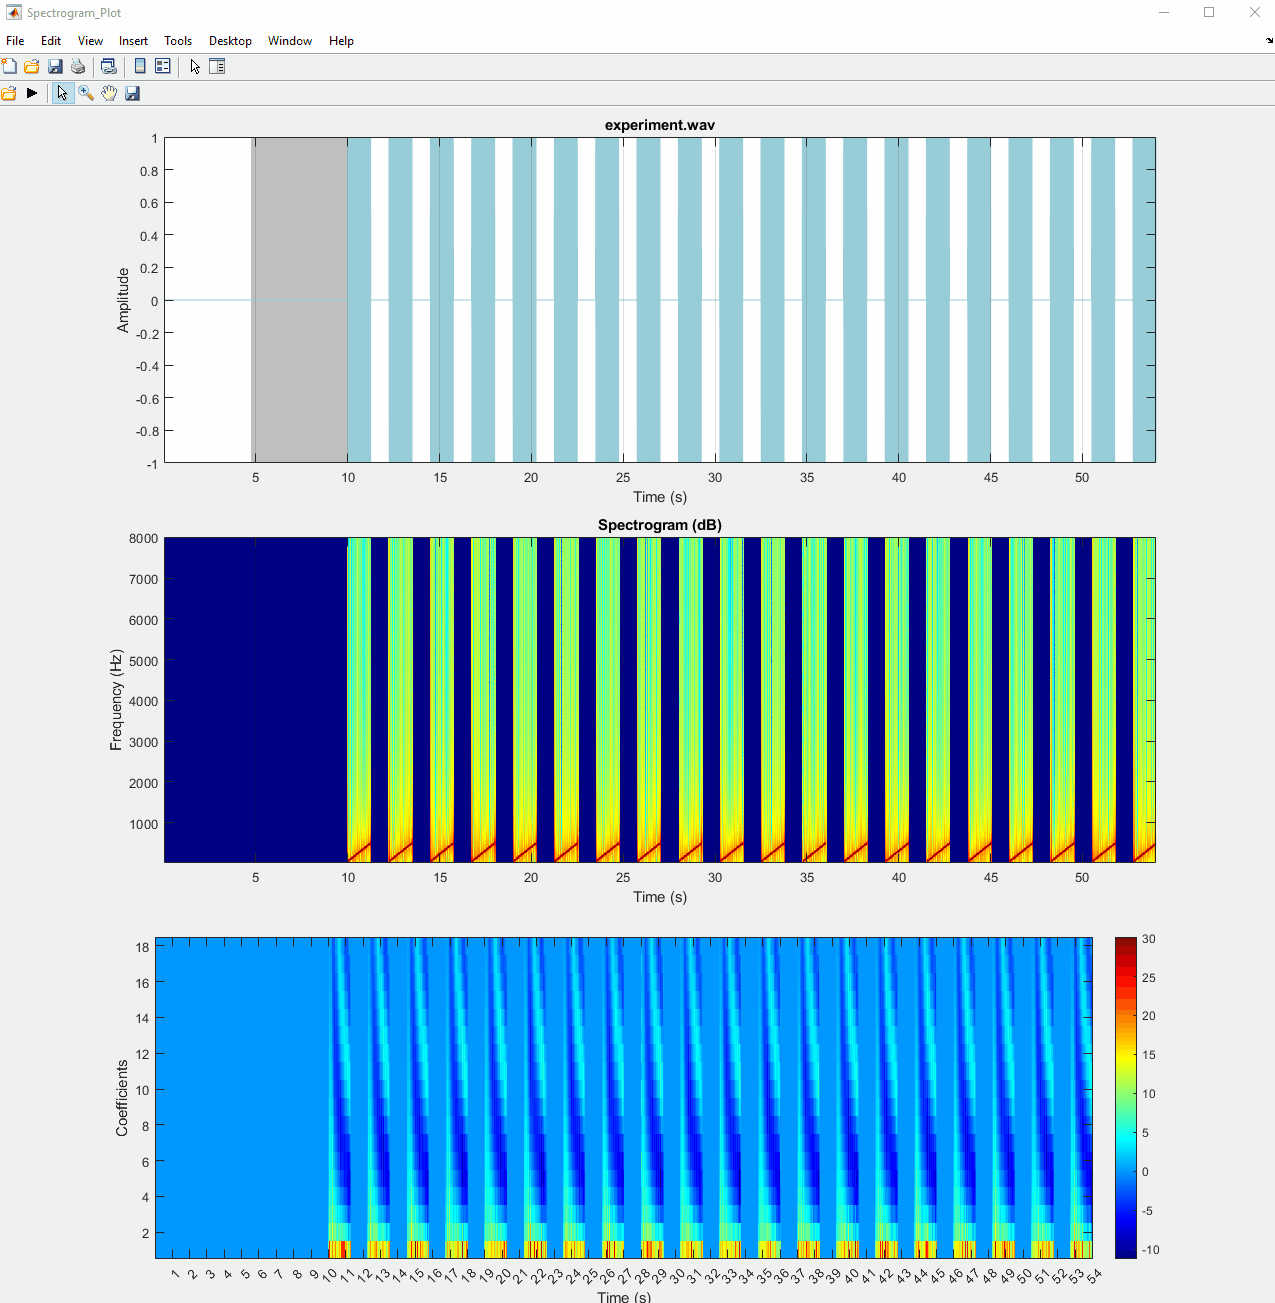 Spectrogram_Plot
File Edit View Insert Tools Desktop Window Help
experiment.wav
1
0.8
0.6
0.4
0.2
0
-0.2
-0.4
-0.6
-0.8
-1
Amplitude
5 10 15 20 25 30 35 40 45 50
Time (s)
Spectrogram (dB)
8000
7000
6000
5000
4000
3000
2000
1000
Frequency (Hz)
5 10 15 20 25 30 35 40 45 50
Time (s)
18
16
14
12
10
8
6
4
2
Coefficients
30
25
20
15
10
5
0
-5
-10
1 2 3 4 5 6 7 8 9 10 11 12 13 14 15 16 17 18 19 20 21 22 23 24 25 26 27 28 29 30 31 32 33 34 35 36 37 38 39 40 41 42 43 44 45 46 47 48 49 50 51 52 53 54
Time (s)